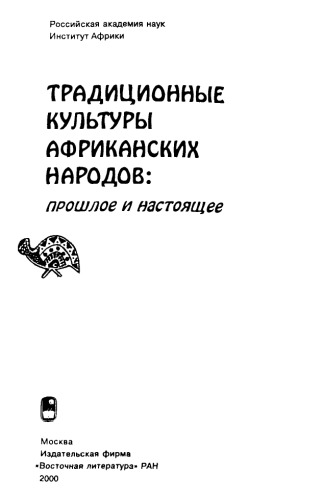 Российская академия наук
Институт Африки
ТРАДИЦИОННЫЕ
КУЛЬТУРЫ
АФРИКАНСКИХ
НАРОДОВ:
ПРОШЛОЕ И НАСТОЯЩЕЕ
Москва
Издательская фирма
«Восточная литература» РАН
2000